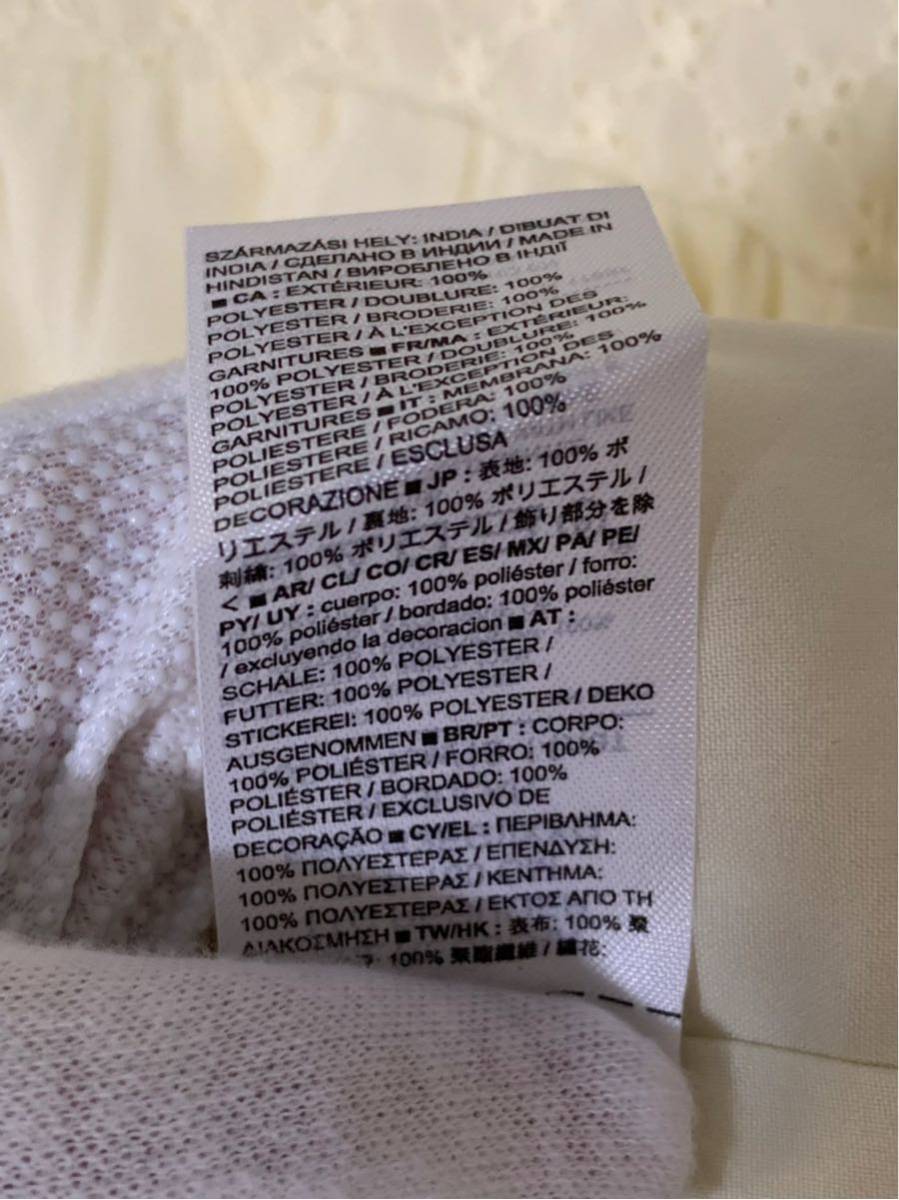 SZÁRMAZÁSI HELY: INDIA / DIBUAT DI
INDIA / СДЕЛАНО В ИНДИИ / MADE IN
HINDISTAN / ВИРОБЛЕНО В ІНДІЇ
■ CA : EXTÉRIEUR: 100%
POLYESTER / DOUBLURE: 100%
POLYESTER / BRODERIE: 100%
POLYESTER / À L'EXCEPTION DES
GARNITURES ■ FR/MA : EXTÉRIEUR:
100% POLYESTER / DOUBLURE: 100%
POLYESTER / BRODERIE: 100%
POLYESTER / À L'EXCEPTION DES
GARNITURES ■ IT : MEMBRANA: 100%
POLIESTERE / FODERA: 100%
POLIESTERE / RICAMO: 100%
POLIESTERE / ESCLUSA
DECORAZIONE ■ JP : 表地: 100% ポ
リエステル / 裏地: 100% ポリエステル /
刺繍: 100% ポリエステル / 飾り部分を除
< ■ AR/ CL/ CO/ CR/ ES/ MX/ PA/ PE/
PY/ UY : cuerpo: 100% poliéster / forro:
100% poliéster / bordado: 100% poliéster
/ excluyendo la decoracion ■ AT :
SCHALE: 100% POLYESTER /
FUTTER: 100% POLYESTER /
STICKEREI: 100% POLYESTER / DEKO
AUSGENOMMEN ■ BR/PT : CORPO:
100% POLIÉSTER / FORRO: 100%
POLIÉSTER / BORDADO: 100%
POLIÉSTER / EXCLUSIVO DE
DECORAÇÃO ■ CY/EL : ΠΕΡΙΒΛΗΜΑ:
100% ΠΟΛΥΕΣΤΕΡΑΣ / ΕΠΕΝΔΥΣΗ:
100% ΠΟΛΥΕΣΤΕΡΑΣ / ΚΕΝΤΗΜΑ:
100% ΠΟΛΥΕΣΤΕΡΑΣ / ΕΚΤΟΣ ΑΠΟ ΤΗ
ΔΙΑΚΟΣΜΗΣΗ ■ TW/HK : 表布: 100% 聚
100% 聚酯纖維 / 繡花: